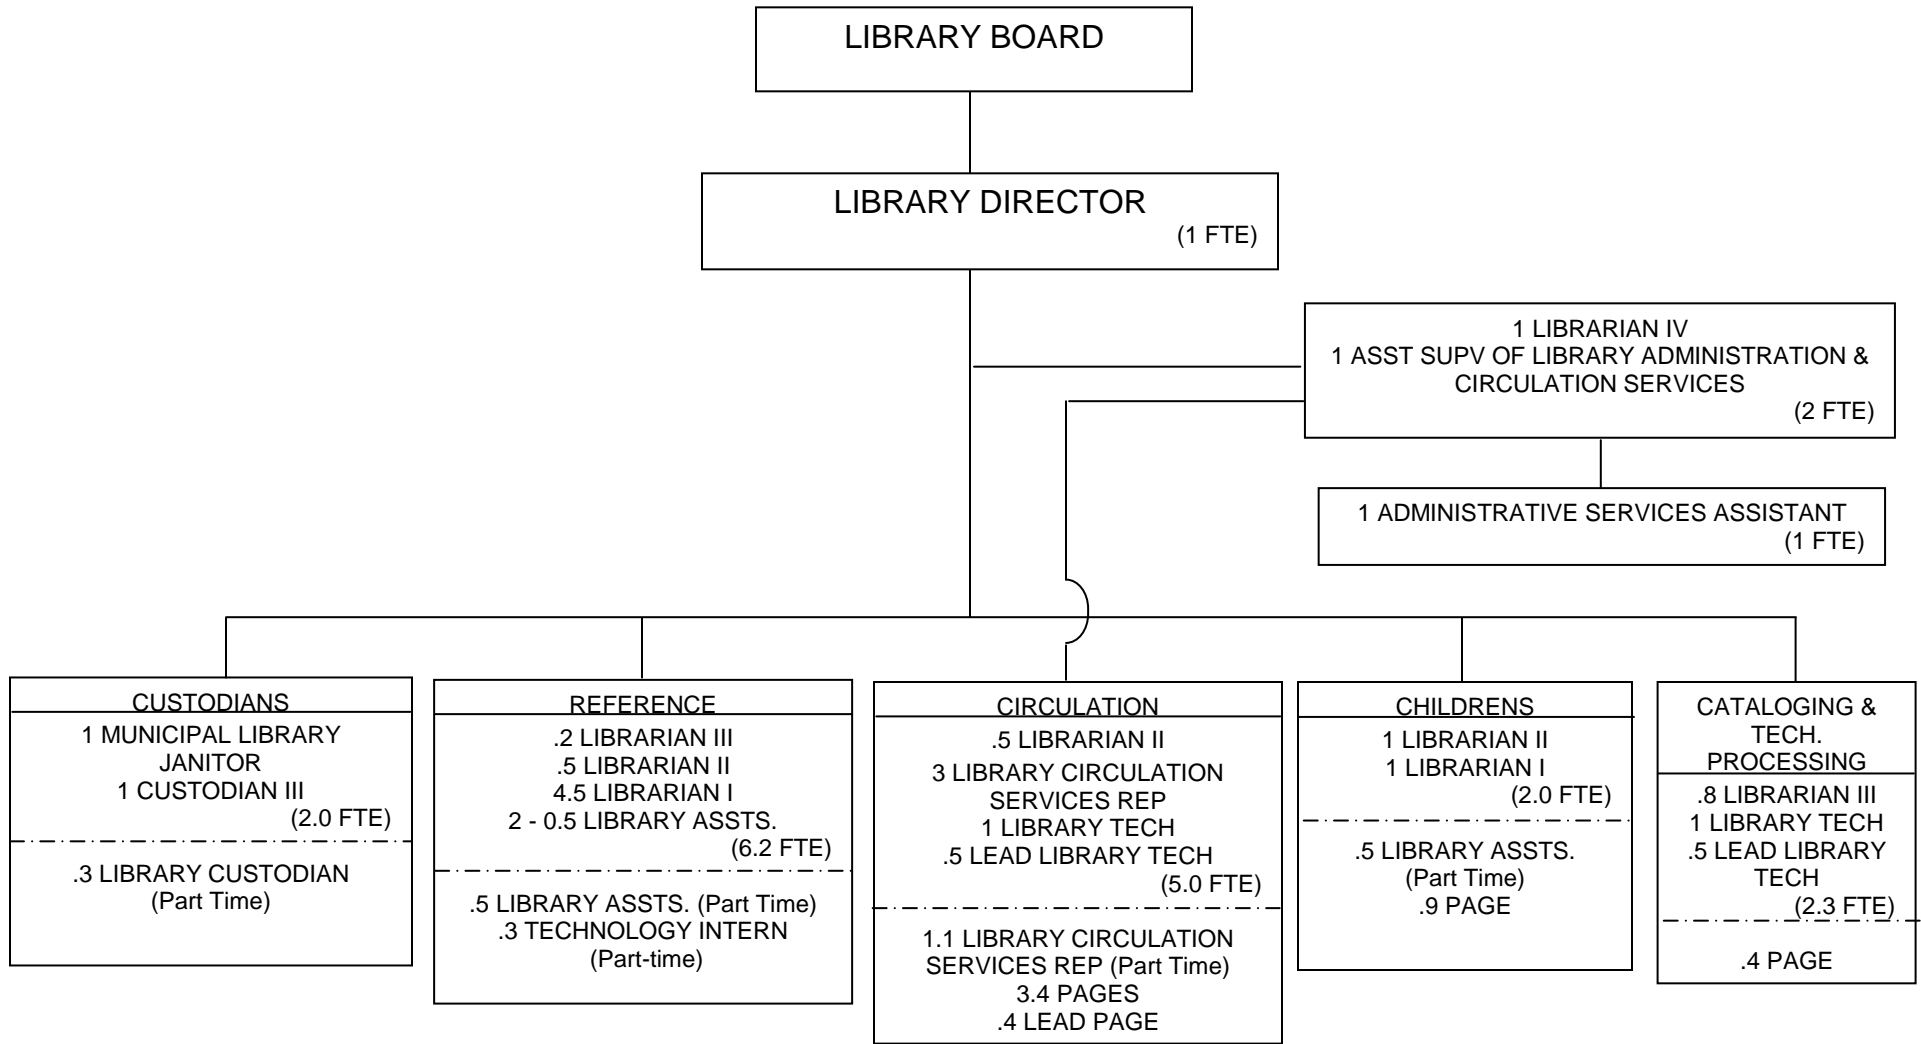 LIBRARY BOARD
LIBRARY DIRECTOR
(1 FTE)
1 LIBRARIAN IV
1 ASST SUPV OF LIBRARY ADMINISTRATION &
CIRCULATION SERVICES
(2 FTE)
1 ADMINISTRATIVE SERVICES ASSISTANT
(1 FTE)
CUSTODIANS
1 MUNICIPAL LIBRARY
JANITOR
1 CUSTODIAN III
(2.0 FTE)
.3 LIBRARY CUSTODIAN
(Part Time)
REFERENCE
.2 LIBRARIAN III
.5 LIBRARIAN II
4.5 LIBRARIAN I
2 - 0.5 LIBRARY ASSTS.
(6.2 FTE)
.5 LIBRARY ASSTS. (Part Time)
.3 TECHNOLOGY INTERN
(Part-time)
CIRCULATION
.5 LIBRARIAN II
3 LIBRARY CIRCULATION
SERVICES REP
1 LIBRARY TECH
.5 LEAD LIBRARY TECH
(5.0 FTE)
1.1 LIBRARY CIRCULATION
SERVICES REP (Part Time)
3.4 PAGES
.4 LEAD PAGE
CHILDRENS
1 LIBRARIAN II
1 LIBRARIAN I
(2.0 FTE)
.5 LIBRARY ASSTS.
(Part Time)
.9 PAGE
CATALOGING &
TECH.
PROCESSING
.8 LIBRARIAN III
1 LIBRARY TECH
.5 LEAD LIBRARY
TECH
(2.3 FTE)
.4 PAGE